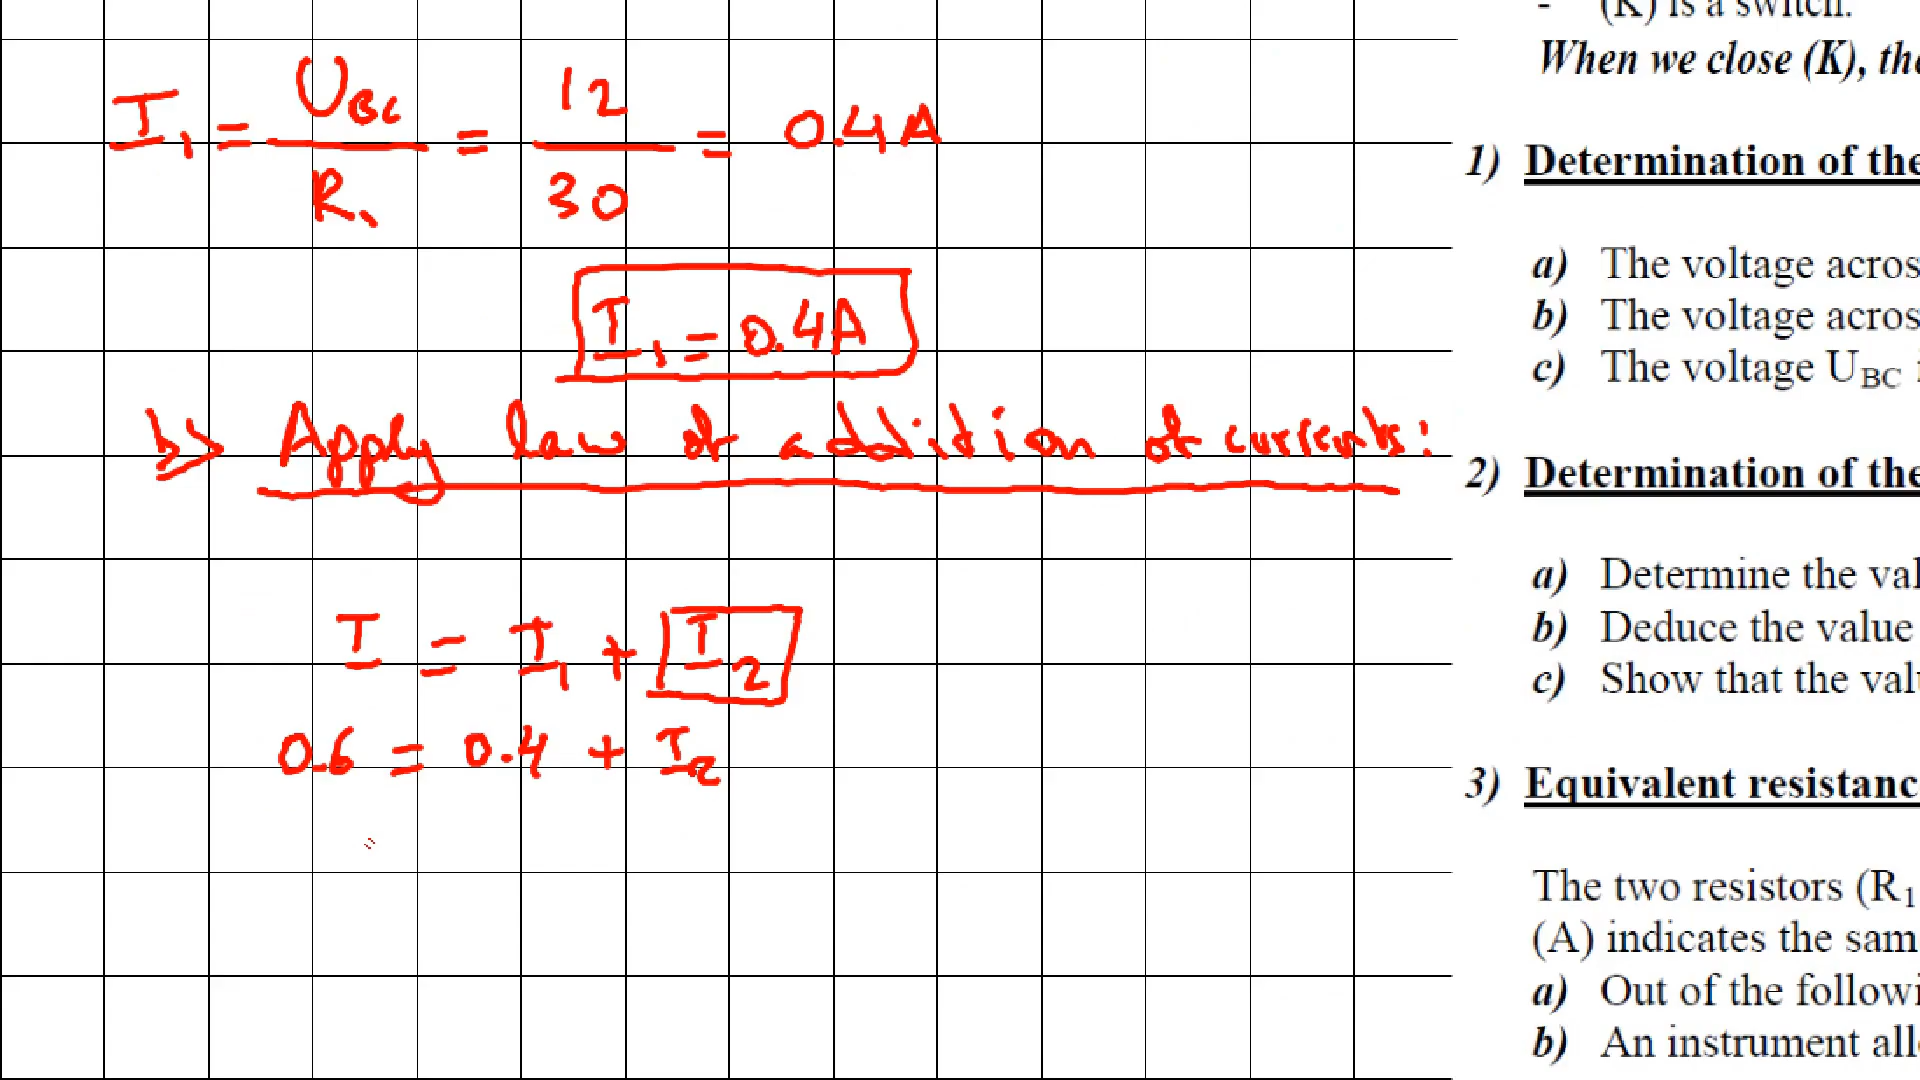 I₁ = U_BC / R₁ = 12 / 30 = 0.4A
I₁ = 0.4A
b> Apply law of addition of currents:
I = I₁ + I₂
0.6 = 0.4 + I₂
- (K) is a switch.
When we close (K), the
1) Determination of the
a) The voltage acros
b) The voltage acros
c) The voltage U_BC
2) Determination of the
a) Determine the val
b) Deduce the value
c) Show that the val
3) Equivalent resistanc
The two resistors (R₁
(A) indicates the sam
a) Out of the followi
b) An instrument all